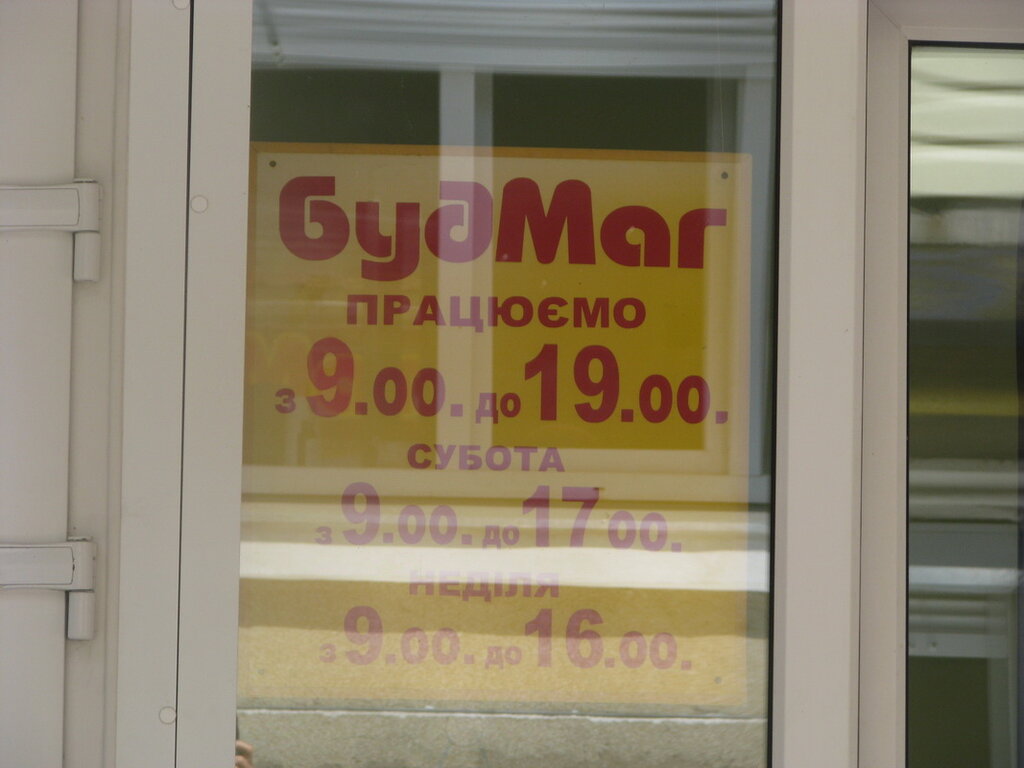 будМаг
ПРАЦЮЄМО
з 9.00. до 19.00.
СУБОТА
з 9.00. до 17 00.
НЕДІЛЯ
з 9.00. до 16.00.